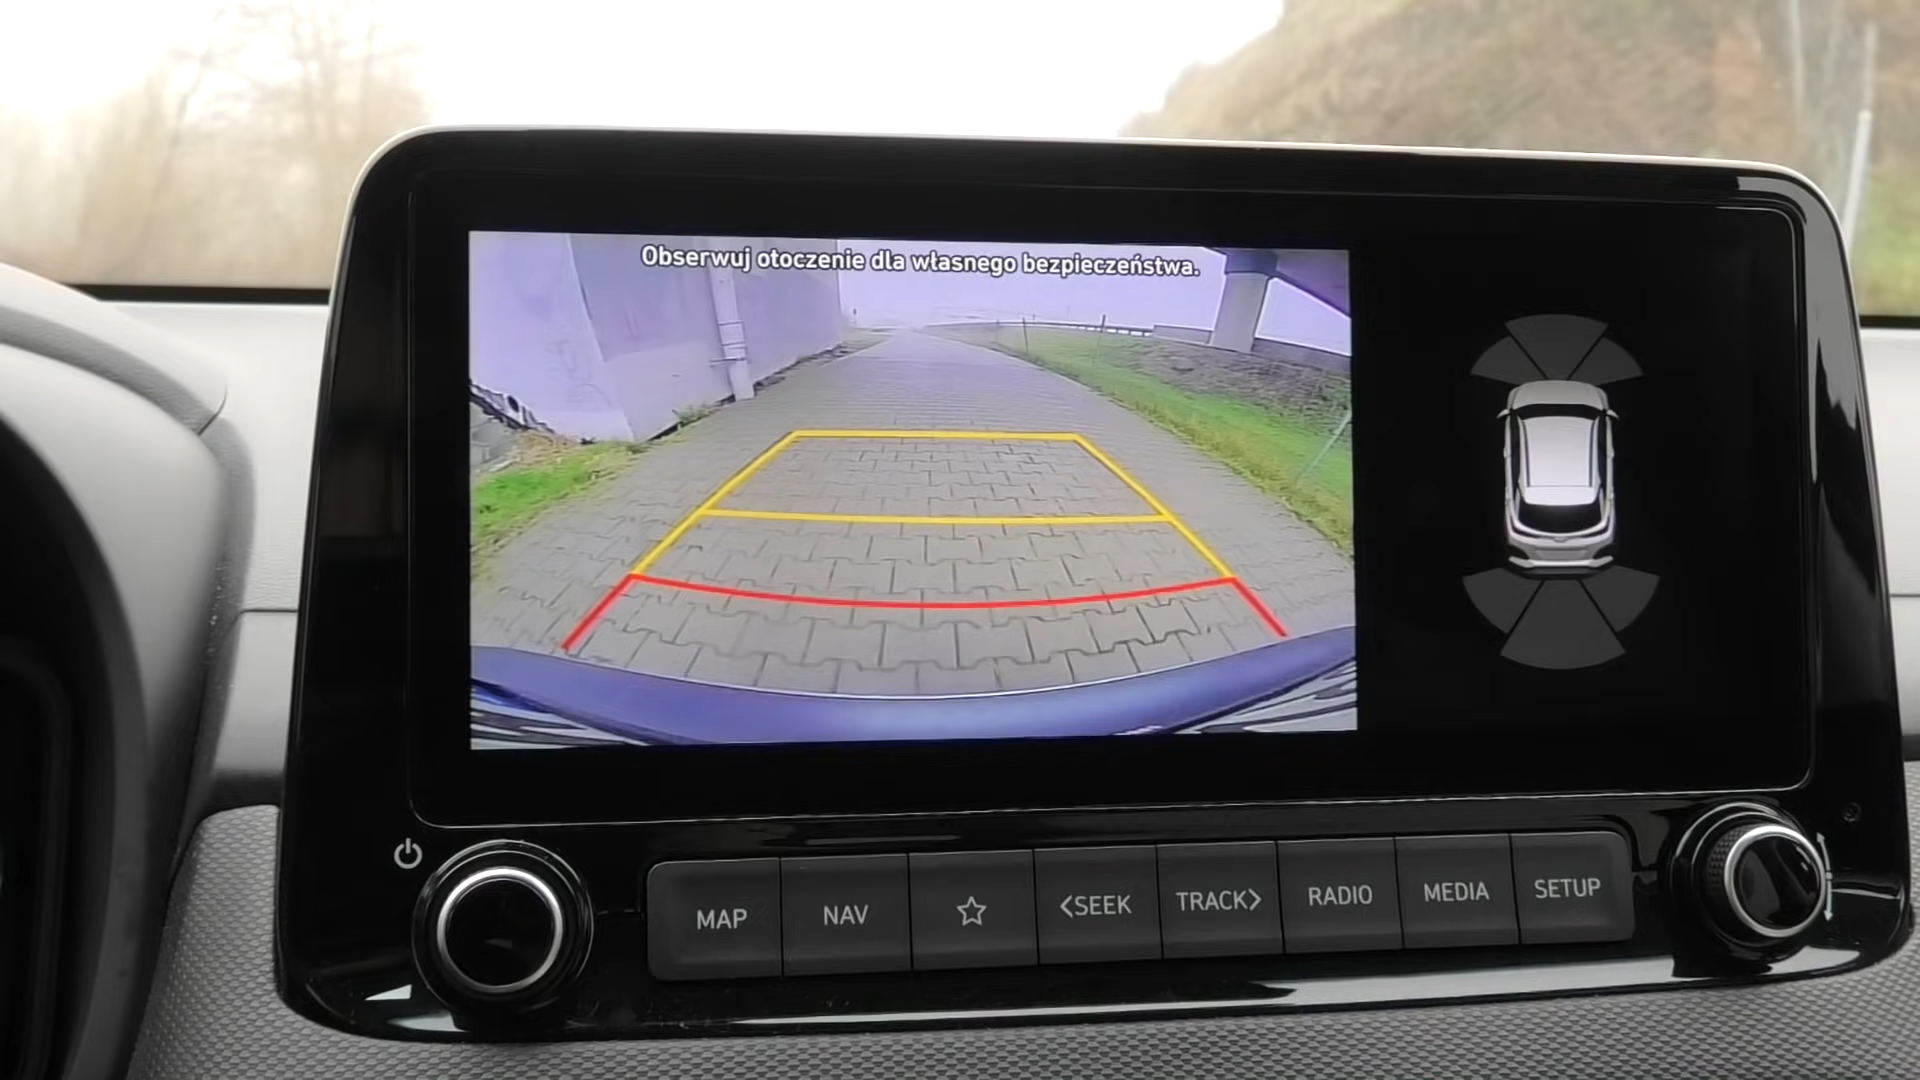 Obserwuj otoczenie dla własnego bezpieczeństwa.
MAP NAV <SEEK TRACK> RADIO MEDIA SETUP